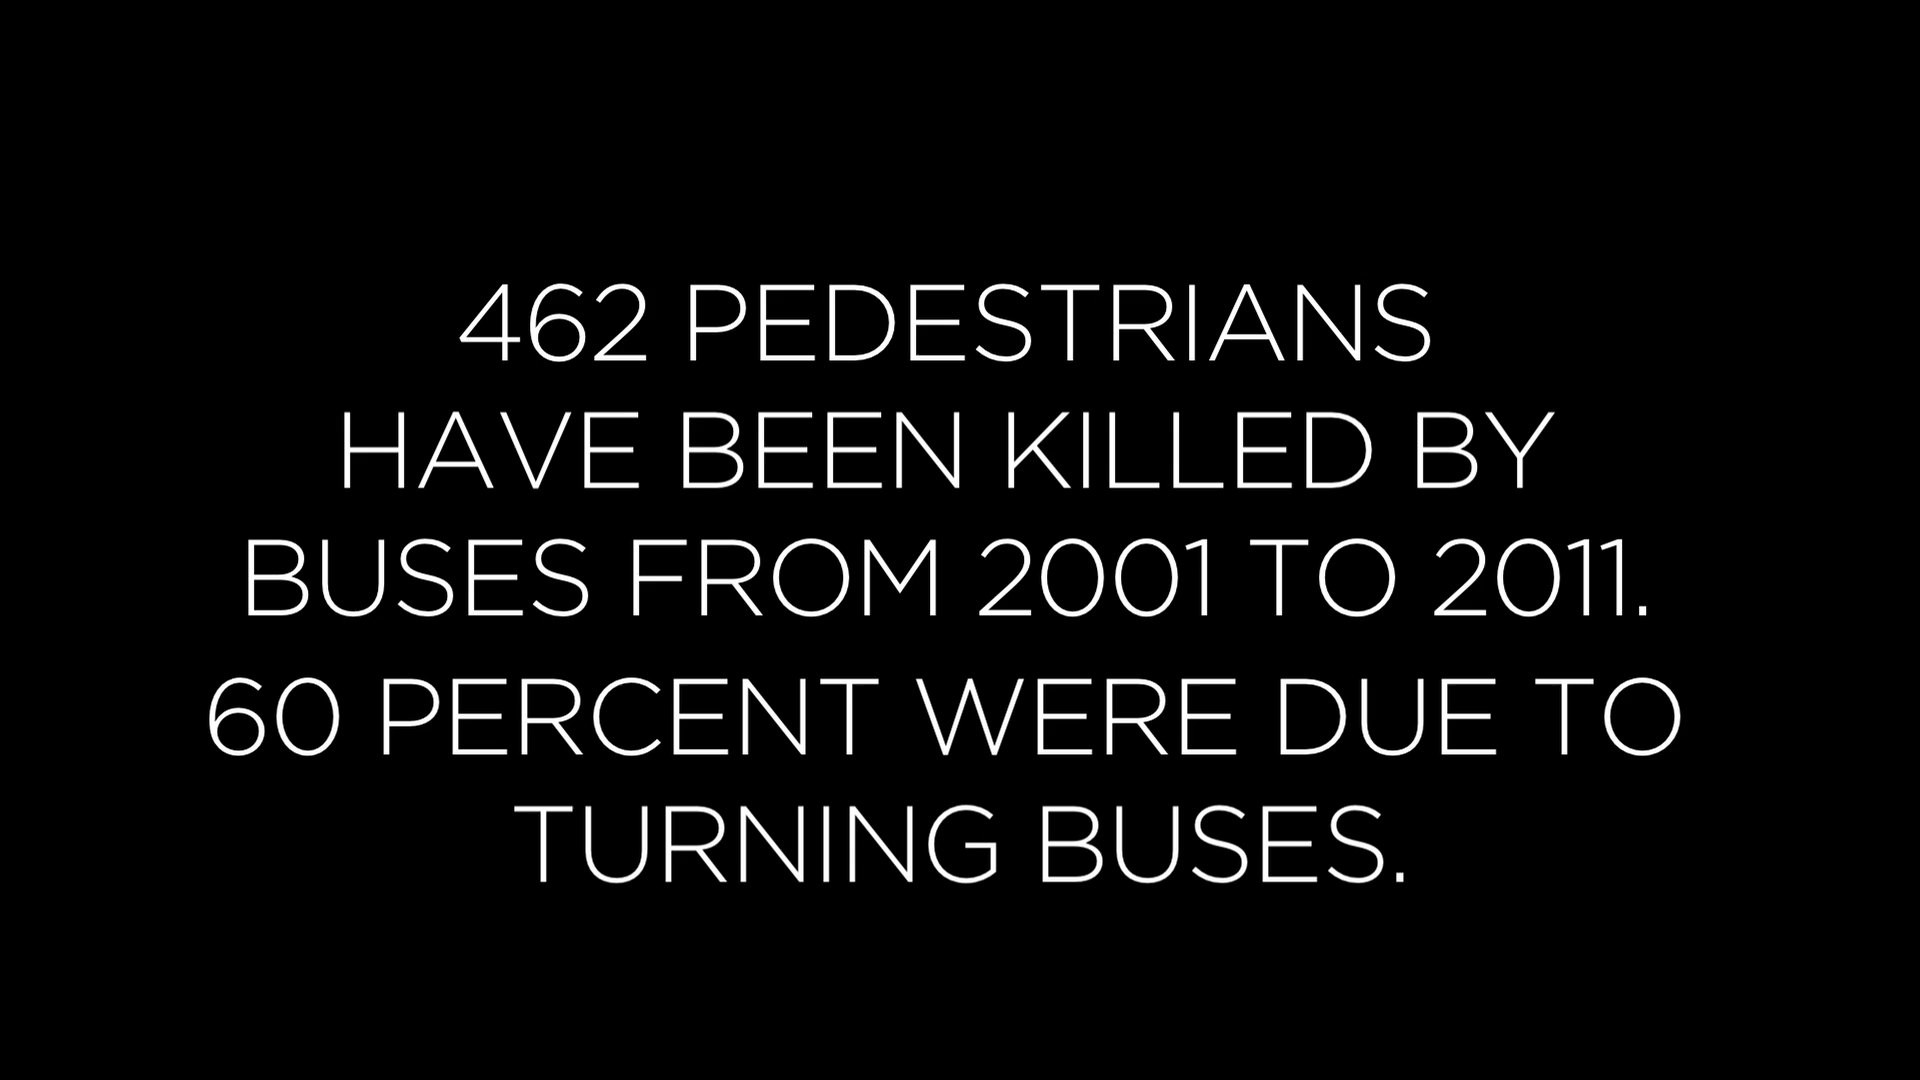 462 PEDESTRIANS
HAVE BEEN KILLED BY
BUSES FROM 2001 TO 2011.
60 PERCENT WERE DUE TO
TURNING BUSES.